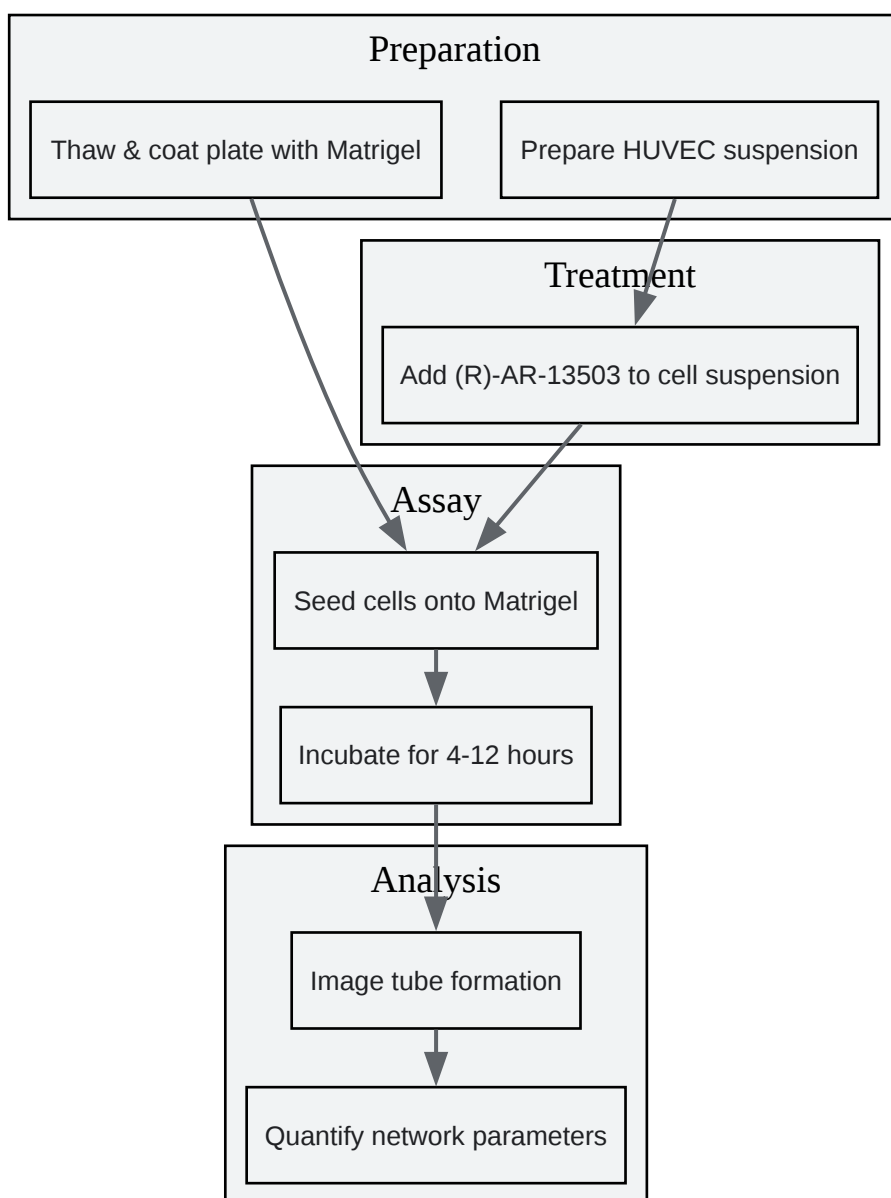 Preparation
Thaw & coat plate with Matrigel
Prepare HUVEC suspension
Treatment
Add (R)-AR-13503 to cell suspension
Assay
Seed cells onto Matrigel
Incubate for 4-12 hours
Analysis
Image tube formation
Quantify network parameters